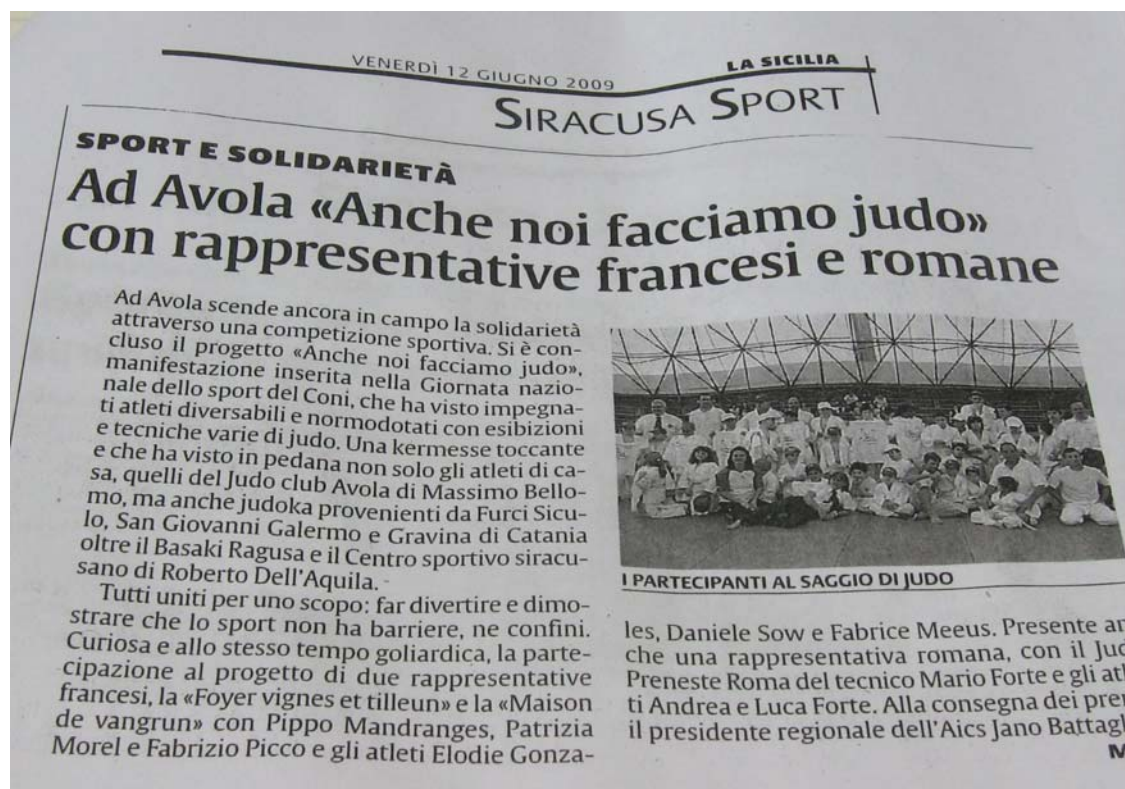 VENERDÌ 12 GIUGNO 2009
LA SICILIA
SIRACUSA SPORT
SPORT E SOLIDARIETÀ
Ad Avola «Anche noi facciamo judo»
con rappresentative francesi e romane
Ad Avola scende ancora in campo la solidarietà
attraverso una competizione sportiva. Si è con-
cluso il progetto «Anche noi facciamo judo»,
manifestazione inserita nella Giornata nazio-
nale dello sport del Coni, che ha visto impegna-
ti atleti diversabili e normodotati con esibizioni
e tecniche varie di judo. Una kermesse toccante
e che ha visto in pedana non solo gli atleti di ca-
sa, quelli del Judo club Avola di Massimo Bello-
mo, ma anche judoka provenienti da Furci Sicu-
lo, San Giovanni Galermo e Gravina di Catania
oltre il Basaki Ragusa e il Centro sportivo siracu-
sano di Roberto Dell'Aquila.
Tutti uniti per uno scopo: far divertire e dimo-
strare che lo sport non ha barriere, ne confini.
Curiosa e allo stesso tempo goliardica, la parte-
cipazione al progetto di due rappresentative
francesi, la «Foyer vignes et tilleun» e la «Maison
de vangrun» con Pippo Mandranges, Patrizia
Morel e Fabrizio Picco e gli atleti Elodie Gonza-
I PARTECIPANTI AL SAGGIO DI JUDO
les, Daniele Sow e Fabrice Meeus. Presente an
che una rappresentativa romana, con il Jud
Preneste Roma del tecnico Mario Forte e gli atl
ti Andrea e Luca Forte. Alla consegna dei prem
il presidente regionale dell'Aics Jano Battagl
M